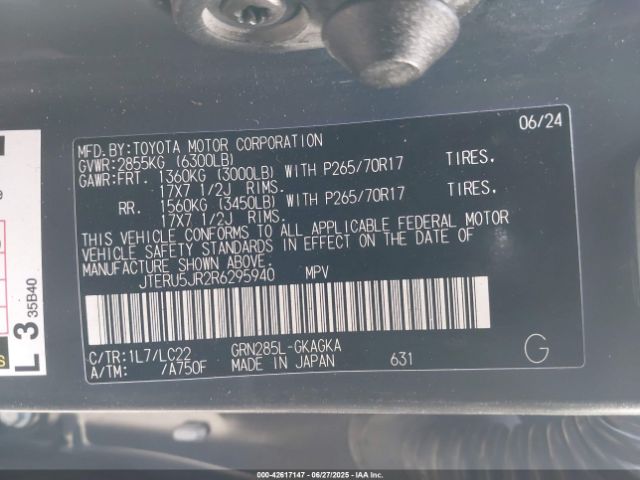 06/24
MFD.BY:TOYOTA MOTOR CORPORATION
GVWR:2855KG (6300LB)
GAWR:FRT. 1360KG (3000LB) WITH P265/70R17 TIRES.
17X7 1/2J RIMS.
RR. 1560KG (3450LB) WITH P265/70R17 TIRES.
17X7 1/2J RIMS.
THIS VEHICLE CONFORMS TO ALL APPLICABLE FEDERAL MOTOR
VEHICLE SAFETY STANDARDS IN EFFECT ON THE DATE OF
MANUFACTURE SHOWN ABOVE.
JTERU5JR2R6295940 MPV
C/TR:1L7/LC22 GRN285L-GKAGKA
A/TM: /A750F MADE IN JAPAN 631
G
L 3
35B40
00-42617147 - 06/27/2025 - IAAI.COM